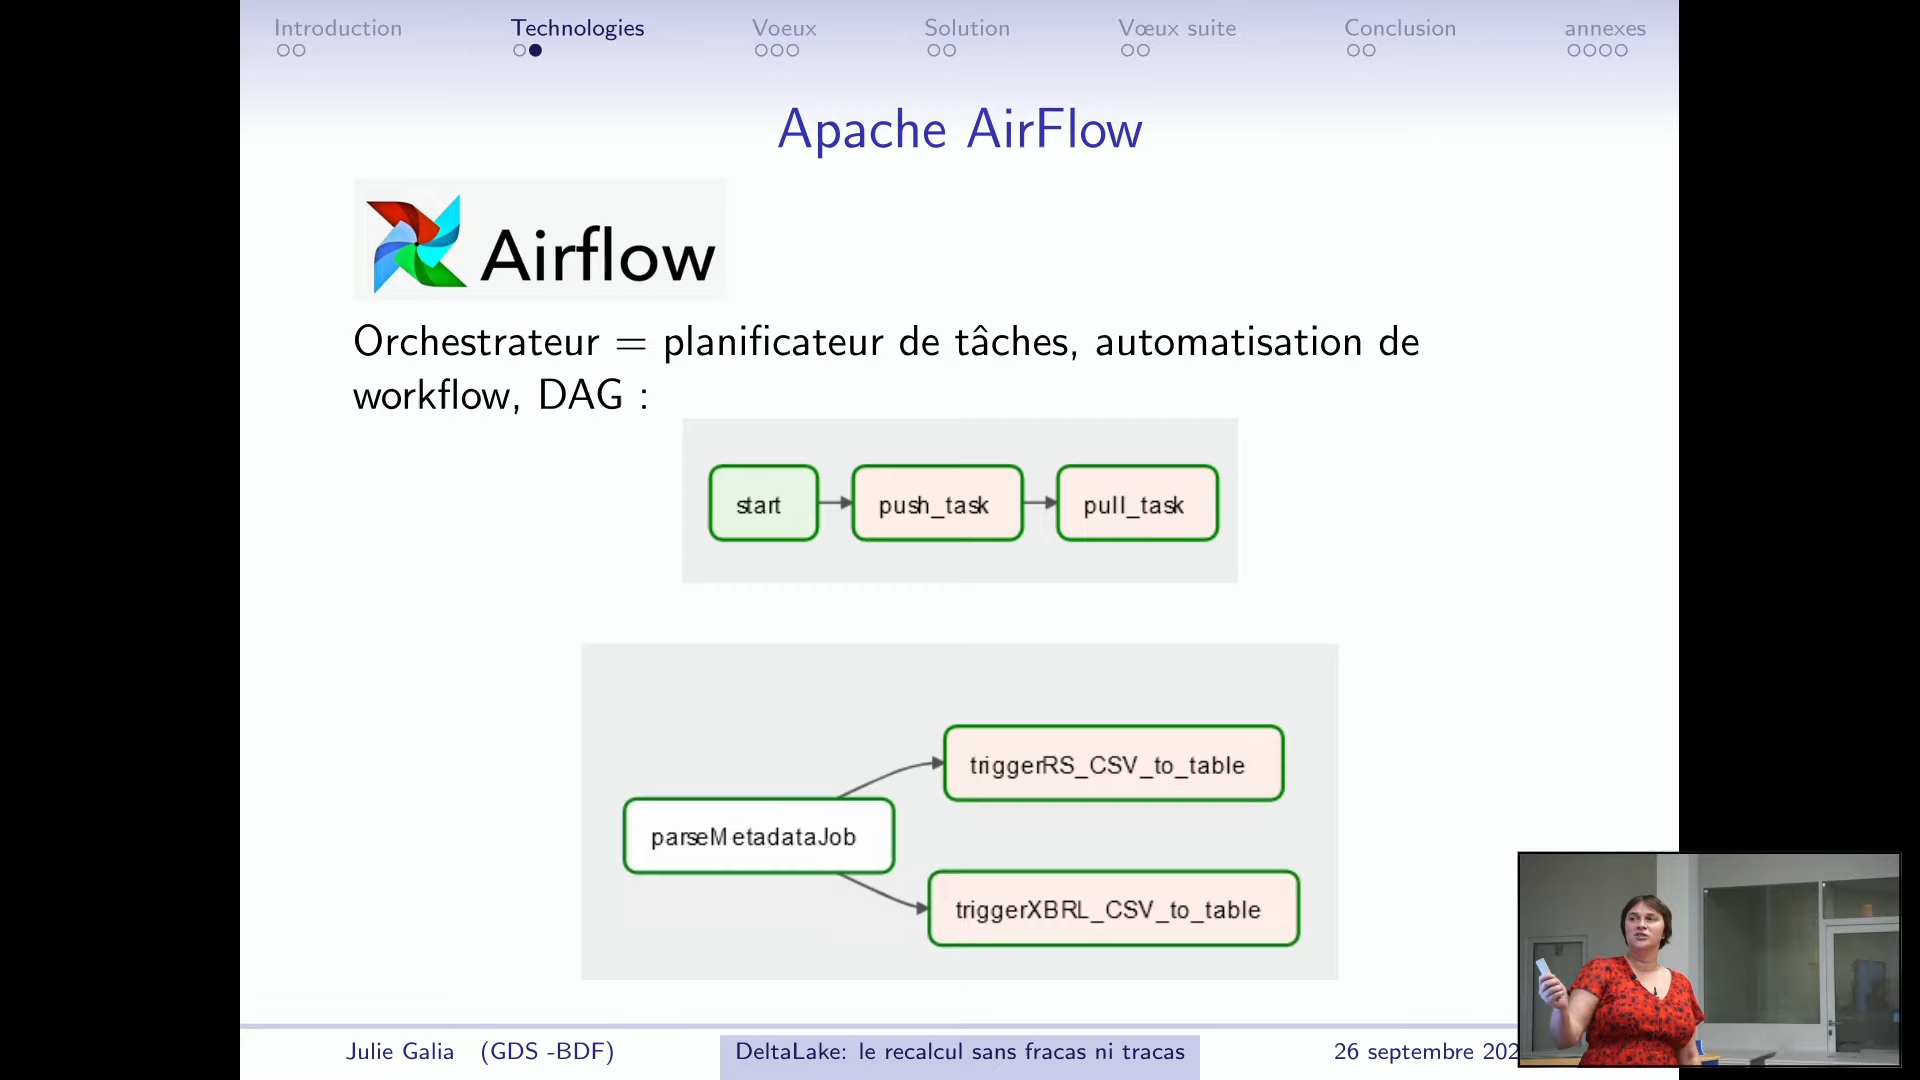 Introduction Technologies Voeux Solution Vœux suite Conclusion annexes
Apache AirFlow
Airflow
Orchestrateur = planificateur de tâches, automatisation de
workflow, DAG :
start push_task pull_task
triggerRS_CSV_to_table
parseMetadataJob
triggerXBRL_CSV_to_table
Julie Galia (GDS -BDF) DeltaLake: le recalcul sans fracas ni tracas 26 septembre 202